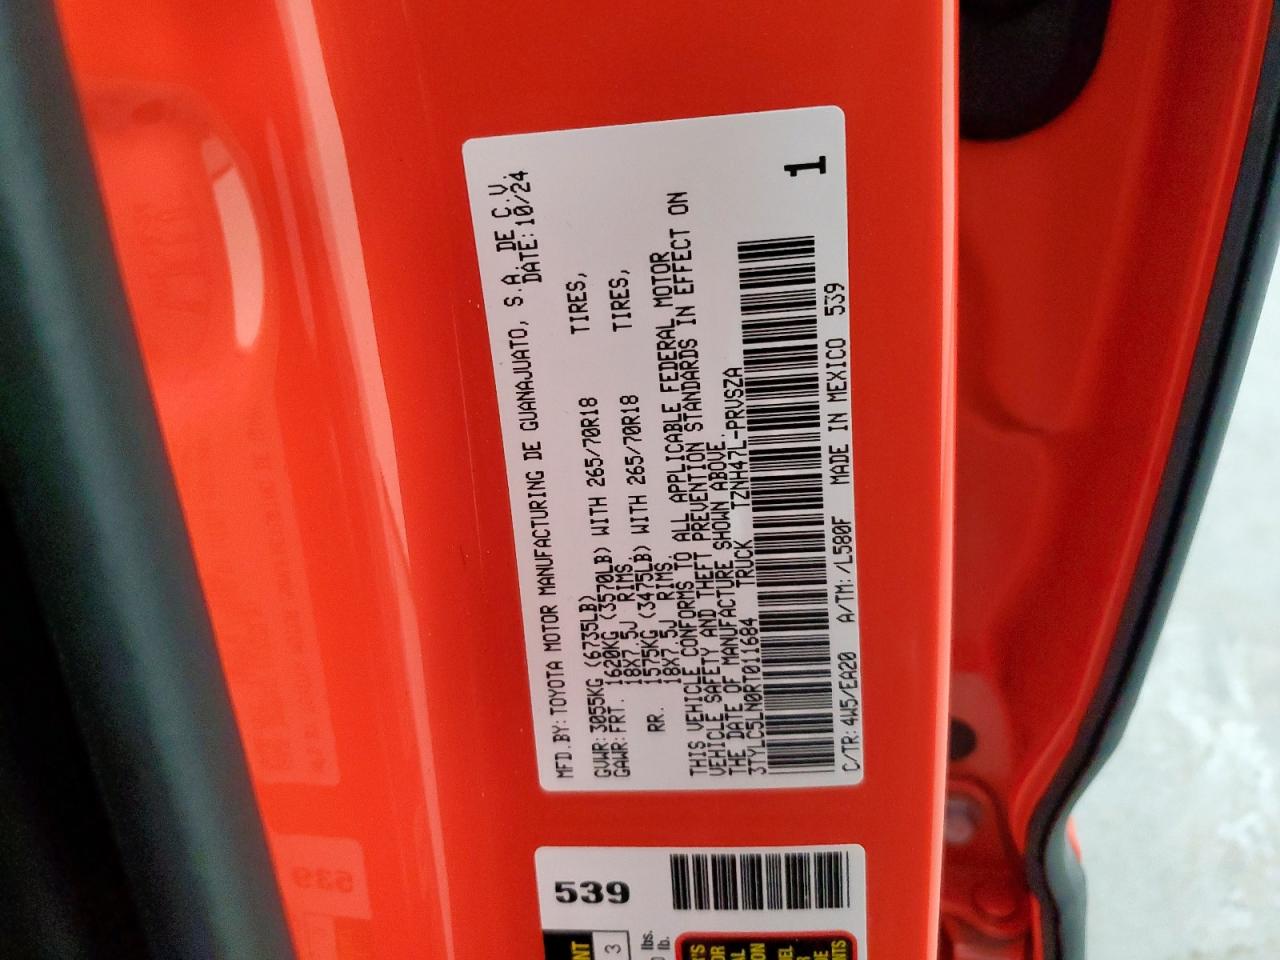 MFD.BY:TOYOTA MOTOR MANUFACTURING DE GUANAJUATO, S.A. DE C.V.
DATE:10/24
GVWR:3055KG (6735LB)
GAWR:FRT. 1620KG (3570LB) WITH 265/70R18 TIRES,
18X7.5J RIMS,
RR. 1575KG (3475LB) WITH 265/70R18 TIRES,
18X7.5J RIMS.
THIS VEHICLE CONFORMS TO ALL APPLICABLE FEDERAL MOTOR
VEHICLE SAFETY AND THEFT PREVENTION STANDARDS IN EFFECT ON
THE DATE OF MANUFACTURE SHOWN ABOVE.
3TYLC5LN0RT011684 TRUCK TZNH47L-PRVSZA
1
C/TR:4W5/EA20 A/TM:/L580F MADE IN MEXICO 539
539
3
lbs.
lb.